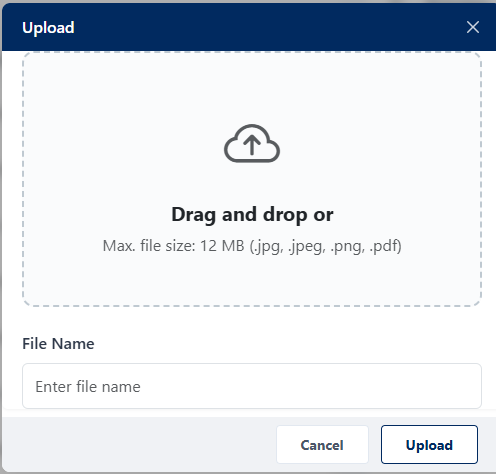 Upload
Drag and drop or
Max. file size: 12 MB (.jpg, .jpeg, .png, .pdf)
File Name
Enter file name
Cancel
Upload